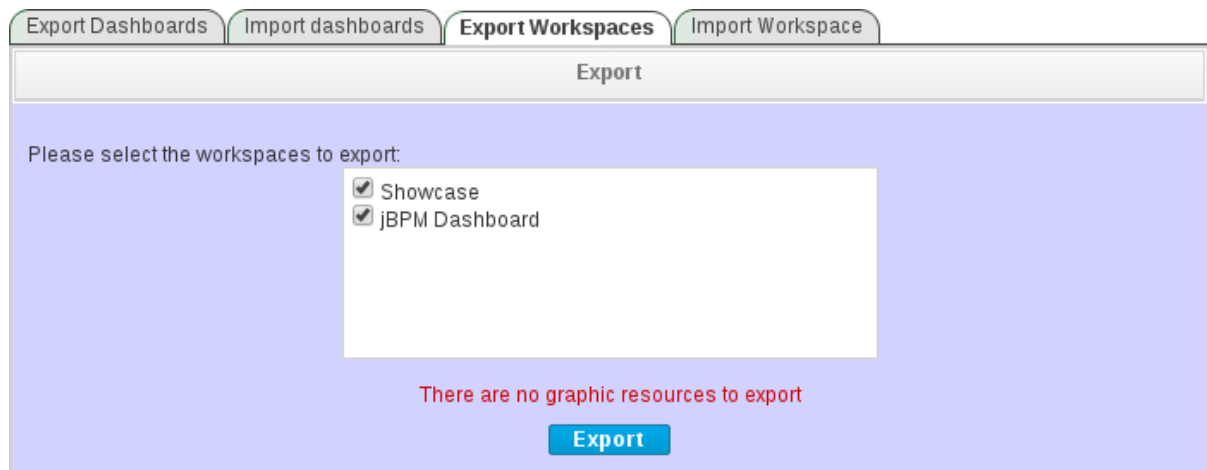 Export Dashboards Import dashboards Export Workspaces Import Workspace
Export
Please select the workspaces to export:
Showcase
jBPM Dashboard
There are no graphic resources to export
Export